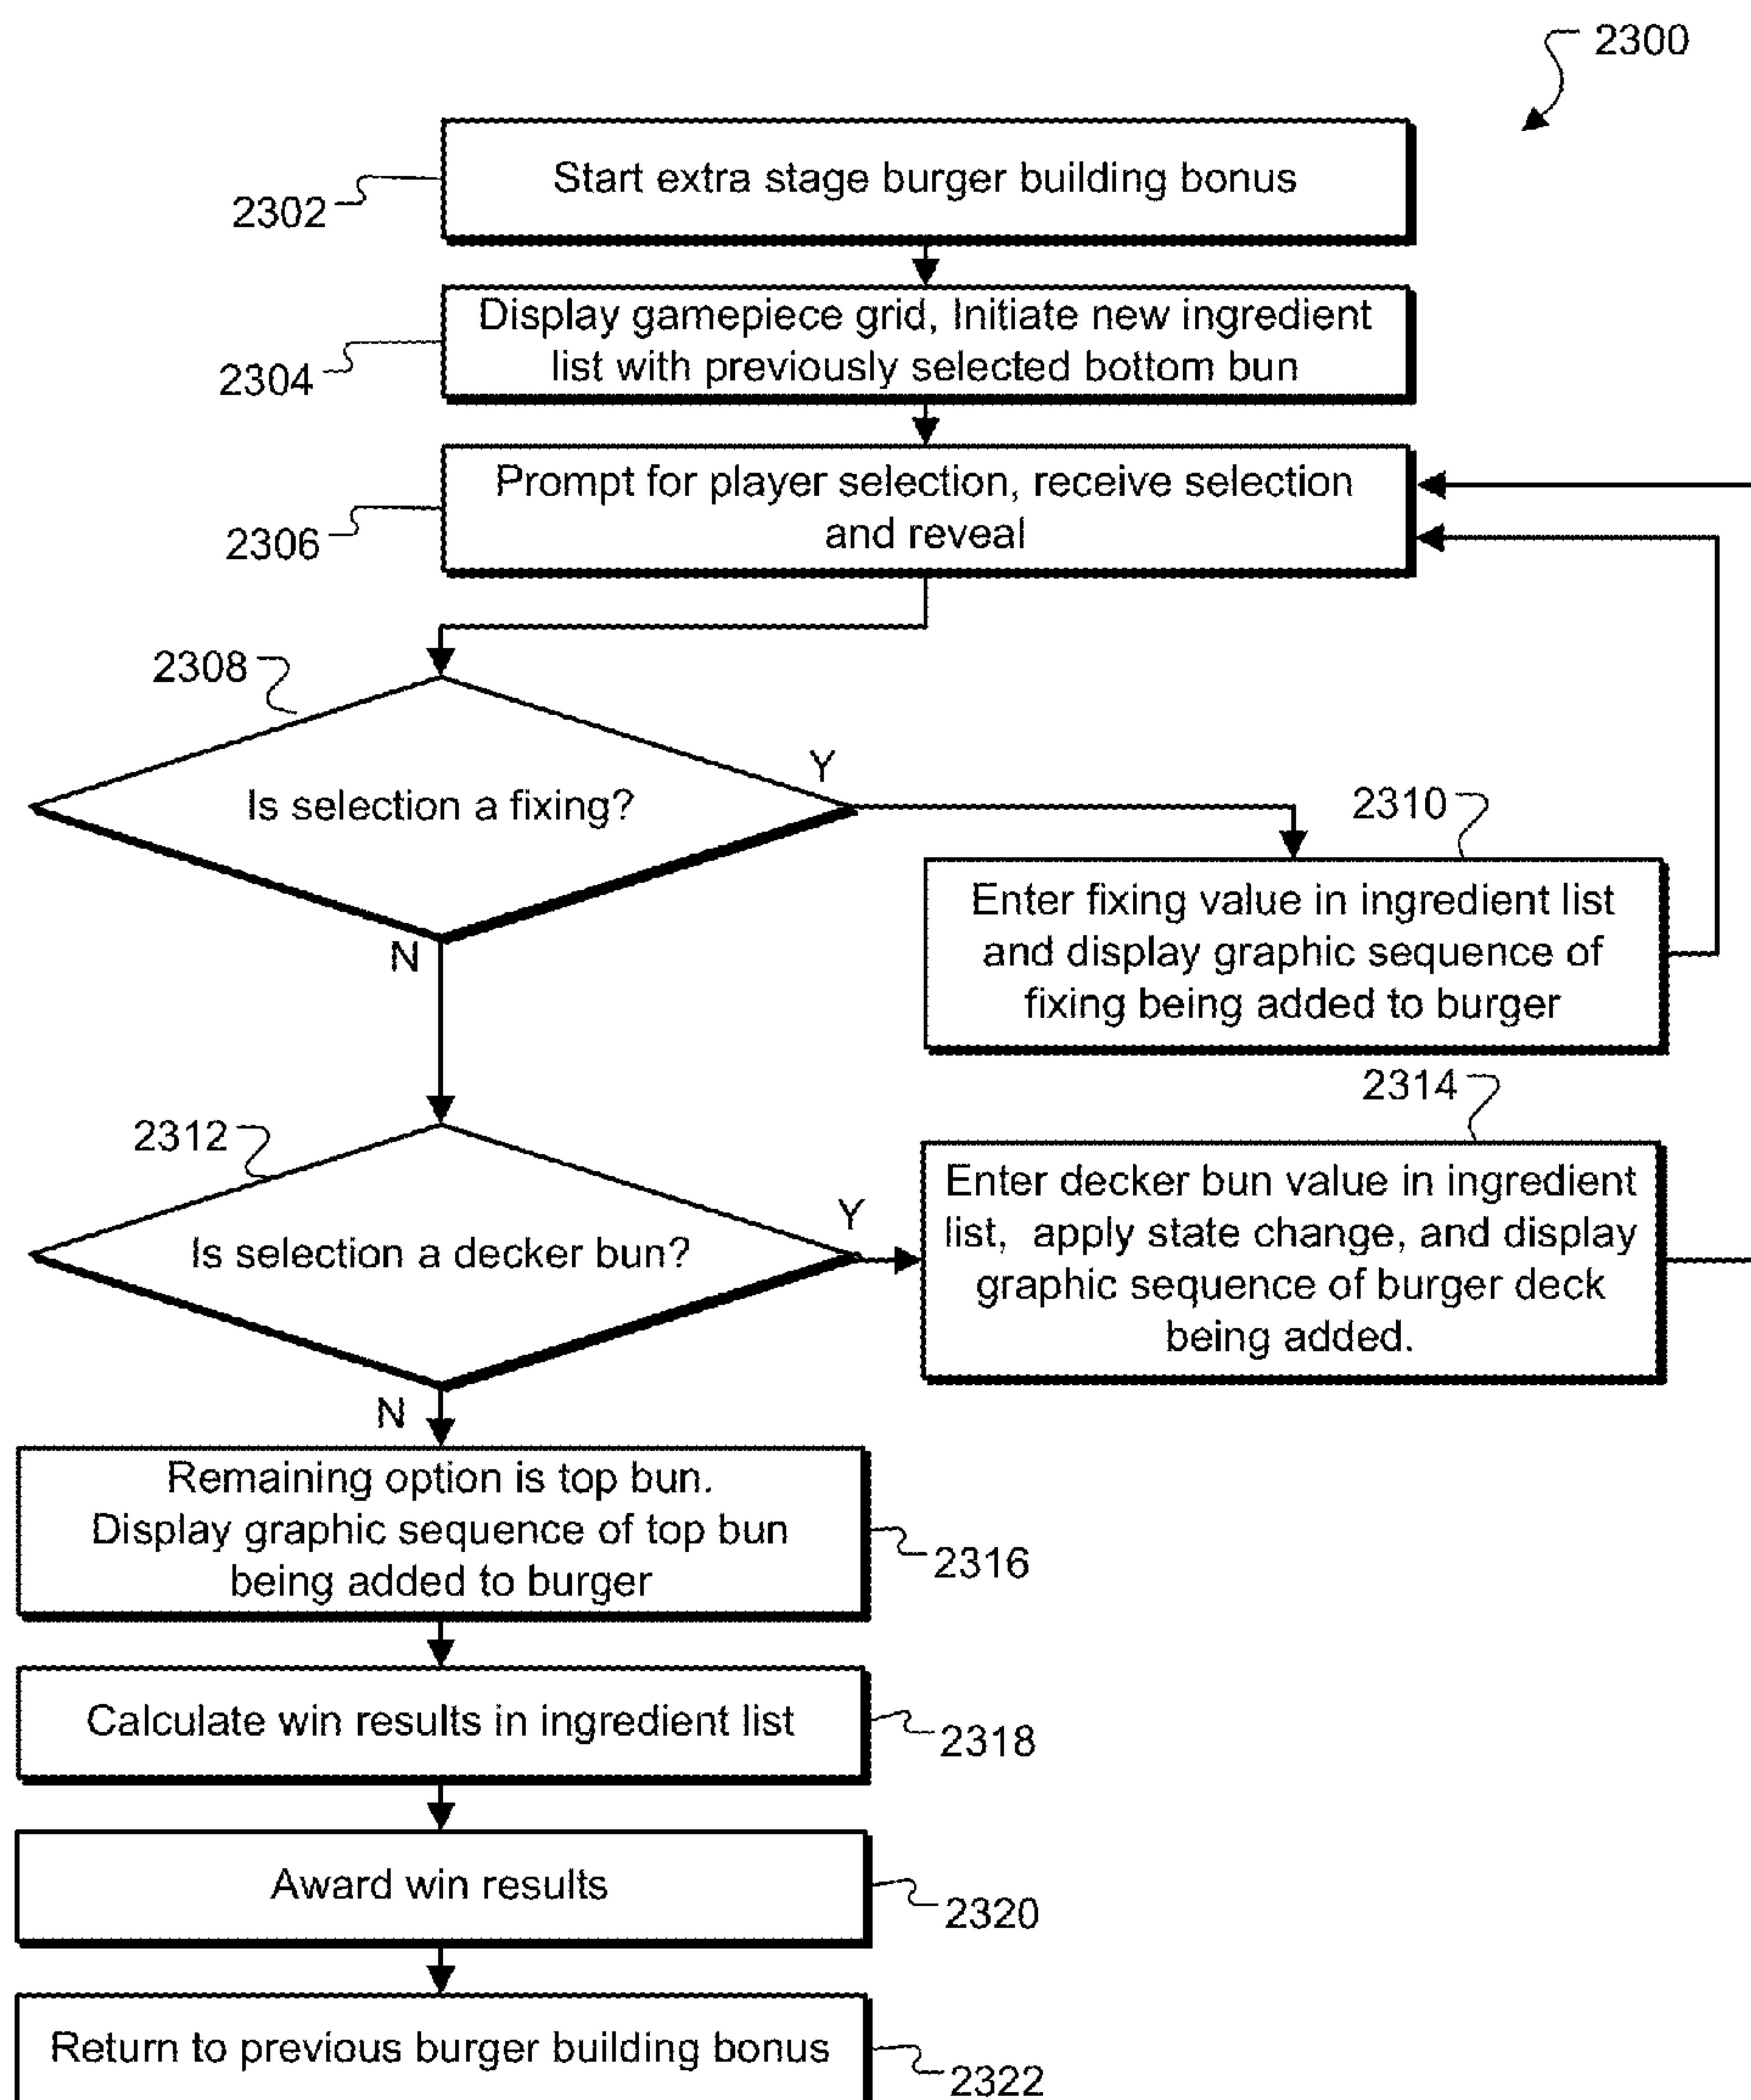 2300
Start extra stage burger building bonus
2302
Display gamepiece grid, Initiate new ingredient
list with previously selected bottom bun
2304
Prompt for player selection, receive selection
and reveal
2306
2308
Is selection a fixing?
Y
N
2310
Enter fixing value in ingredient list
and display graphic sequence of
fixing being added to burger
2312
Is selection a decker bun?
Y
N
2314
Enter decker bun value in ingredient
list, apply state change, and display
graphic sequence of burger deck
being added.
Remaining option is top bun.
Display graphic sequence of top bun
being added to burger
2316
Calculate win results in ingredient list
2318
Award win results
2320
Return to previous burger building bonus
2322